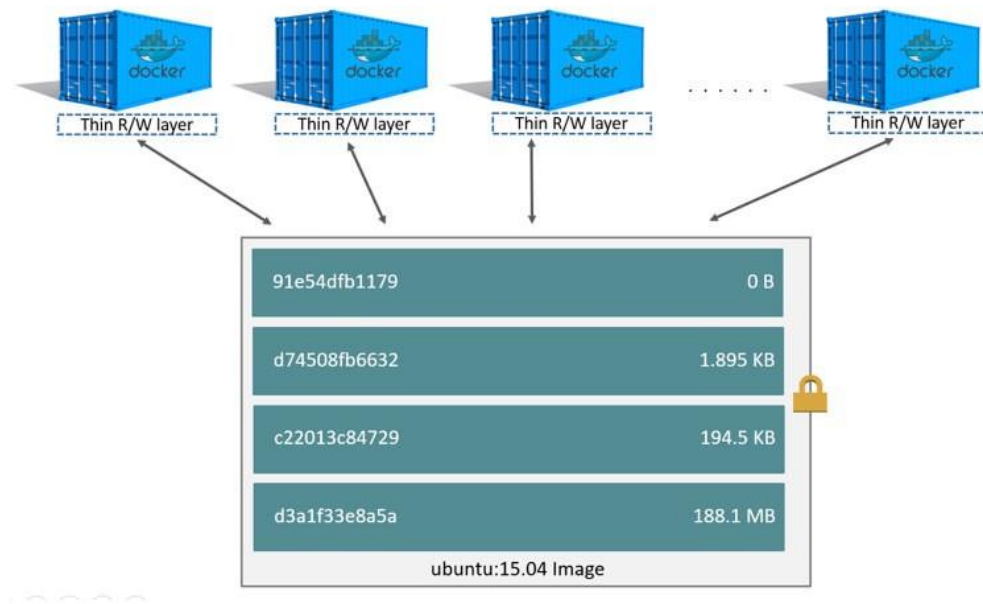 docker docker docker docker
Thin R/W layer Thin R/W layer Thin R/W layer . . . . . . Thin R/W layer
91e54dfb1179 0 B
d74508fb6632 1.895 KB
c22013c84729 194.5 KB
d3a1f33e8a5a 188.1 MB
ubuntu:15.04 Image